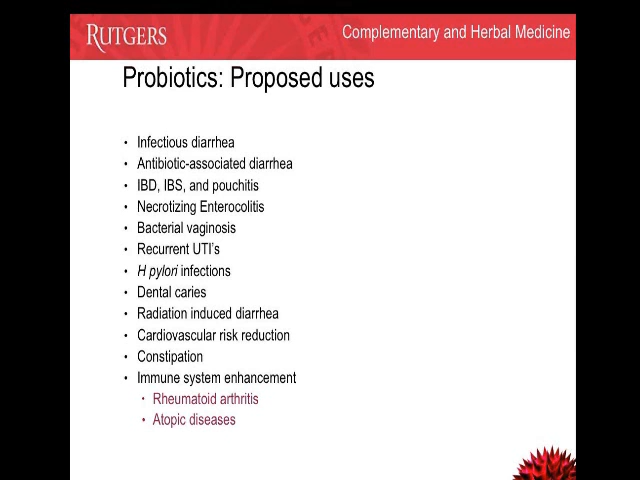 RUTGERS
Complementary and Herbal Medicine
Probiotics: Proposed uses
• Infectious diarrhea
• Antibiotic-associated diarrhea
• IBD, IBS, and pouchitis
• Necrotizing Enterocolitis
• Bacterial vaginosis
• Recurrent UTI's
• H pylori infections
• Dental caries
• Radiation induced diarrhea
• Cardiovascular risk reduction
• Constipation
• Immune system enhancement
• Rheumatoid arthritis
• Atopic diseases